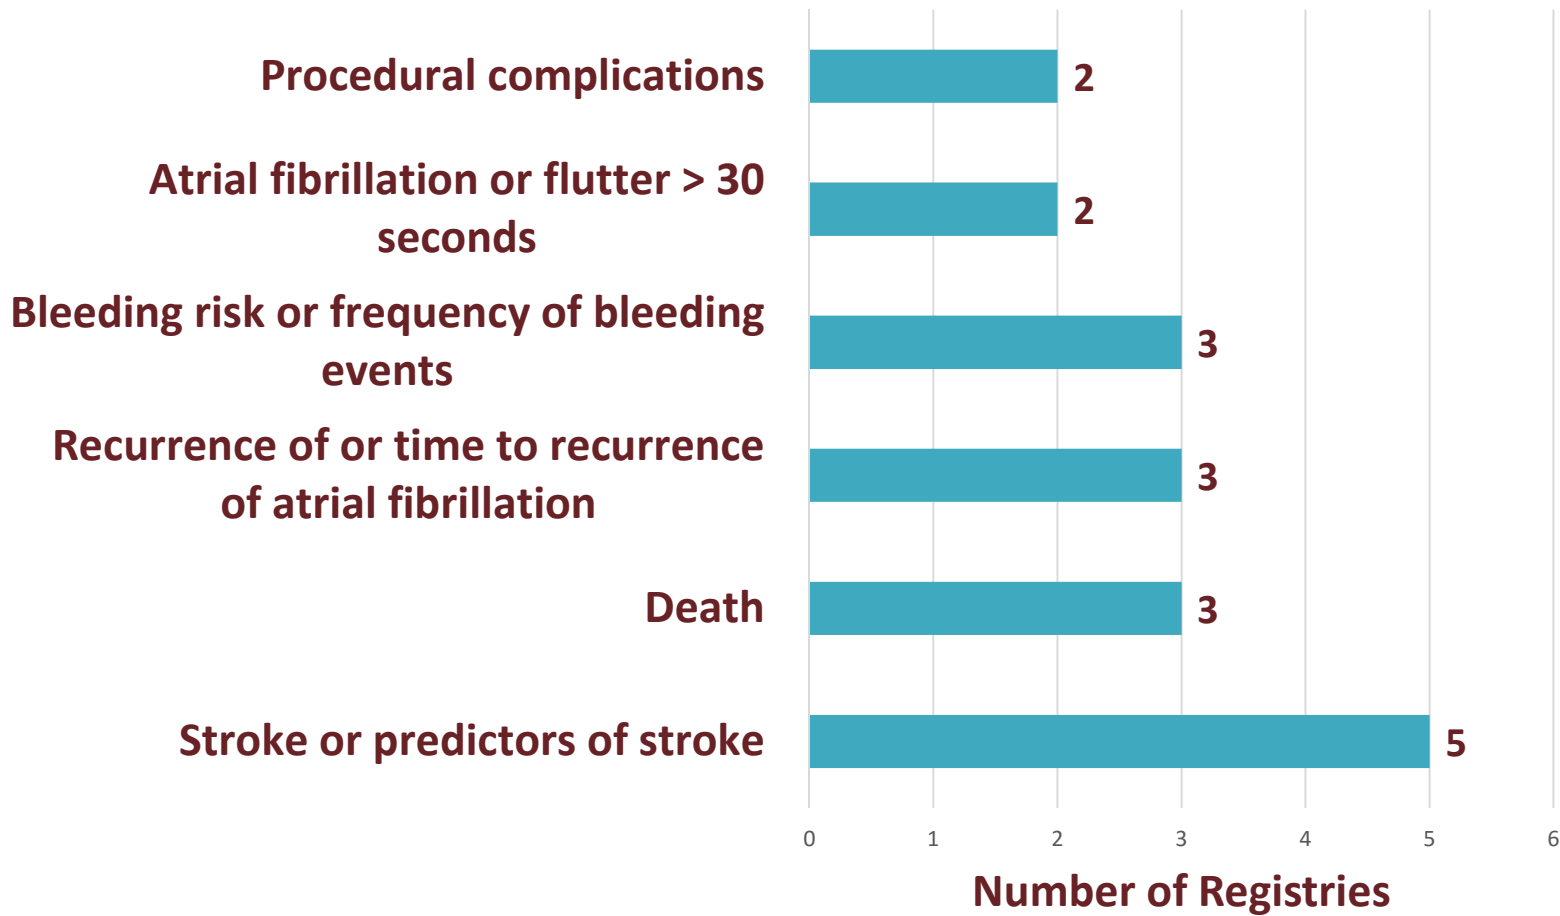 Procedural complications
2
Atrial fibrillation or flutter > 30
seconds
2
Bleeding risk or frequency of bleeding
events
3
Recurrence of or time to recurrence
of atrial fibrillation
3
Death
3
Stroke or predictors of stroke
5
0 1 2 3 4 5 6
Number of Registries